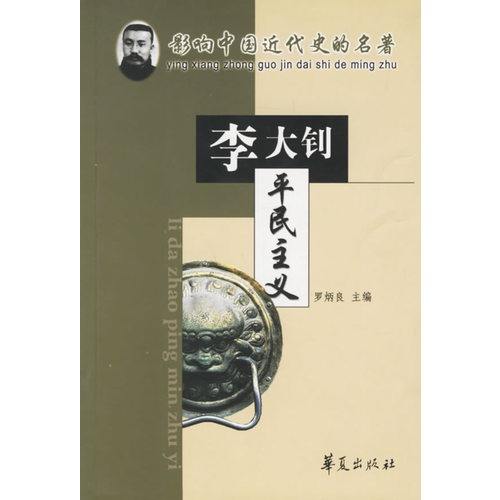 影响中国近代史的名著
ying xiang zhong guo jin dai shi de ming zhu
李大钊
平民主义
罗炳良 主编
li da zhao ping min zhu yi
华夏出版社